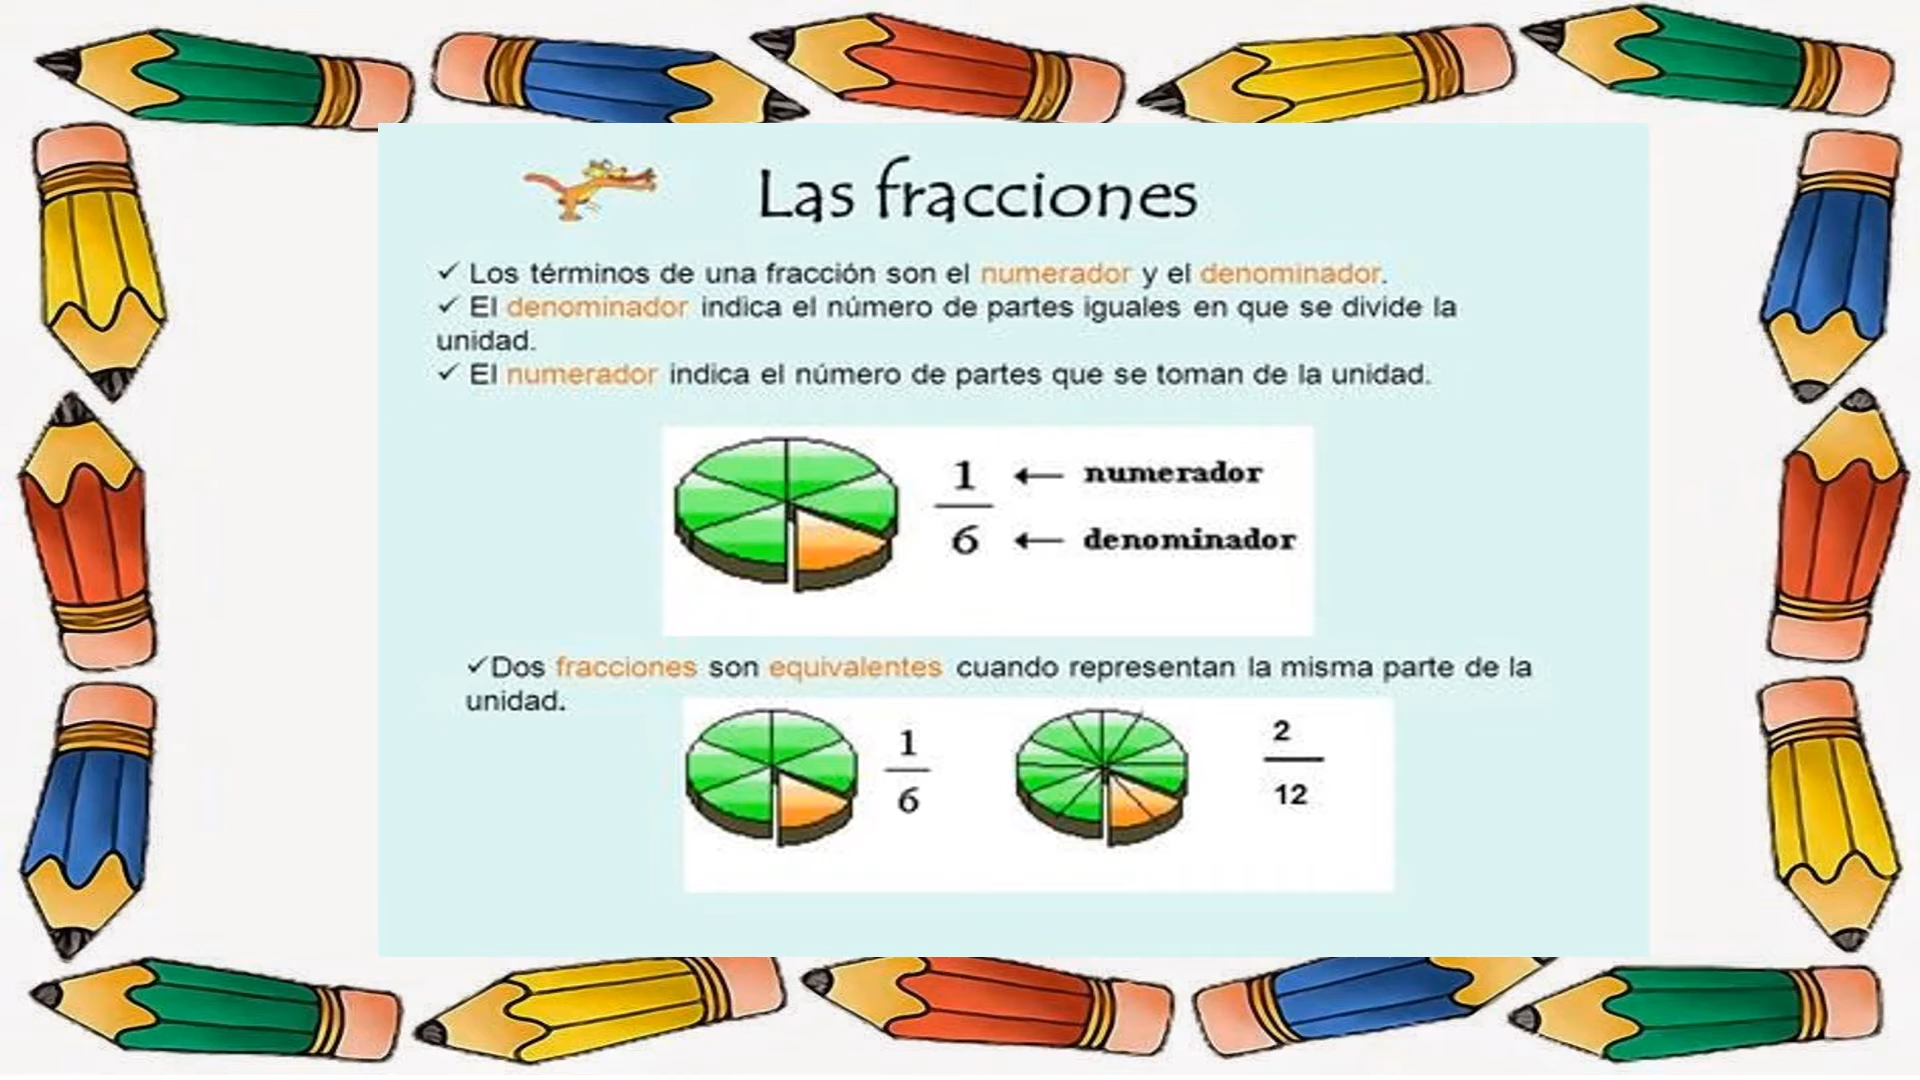 Las fracciones
✓ Los términos de una fracción son el numerador y el denominador.
✓ El denominador indica el número de partes iguales en que se divide la
unidad.
✓ El numerador indica el número de partes que se toman de la unidad.
1 ← numerador
6 ← denominador
✓Dos fracciones son equivalentes cuando representan la misma parte de la
unidad.
1
6
2
12